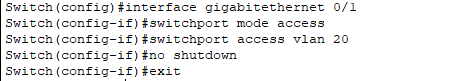 Switch(config)#interface gigabitethernet 0/1
Switch(config-if)#switchport mode access
Switch(config-if)#switchport access vlan 20
Switch(config-if)#no shutdown
Switch(config-if)#exit